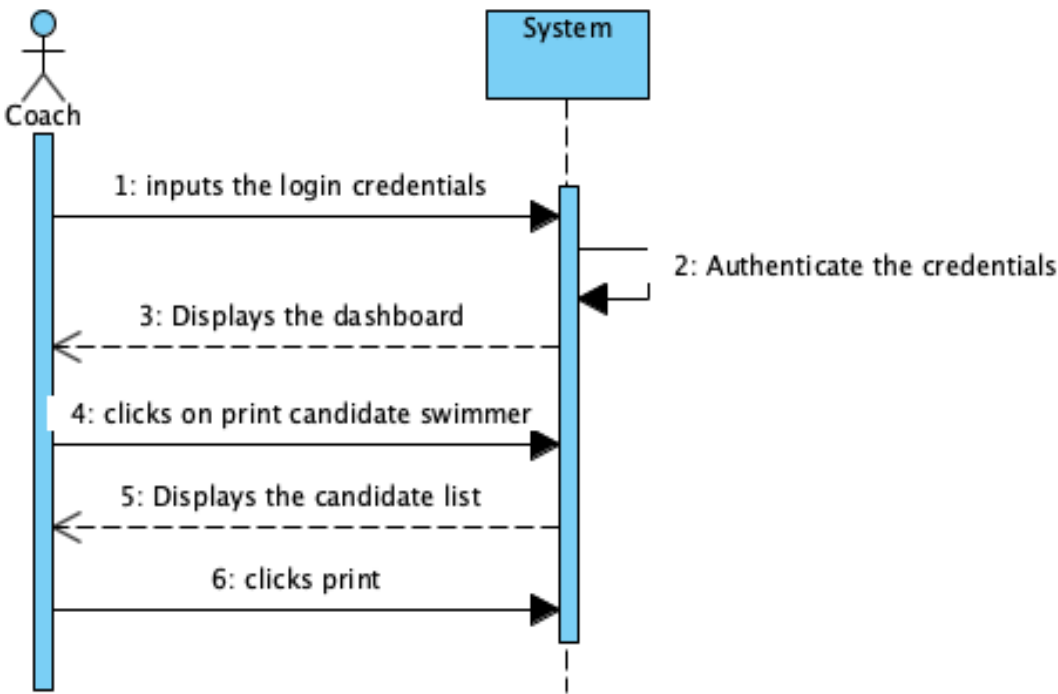 System
Coach
1: inputs the login credentials
2: Authenticate the credentials
3: Displays the dashboard
4: clicks on print candidate swimmer
5: Displays the candidate list
6: clicks print